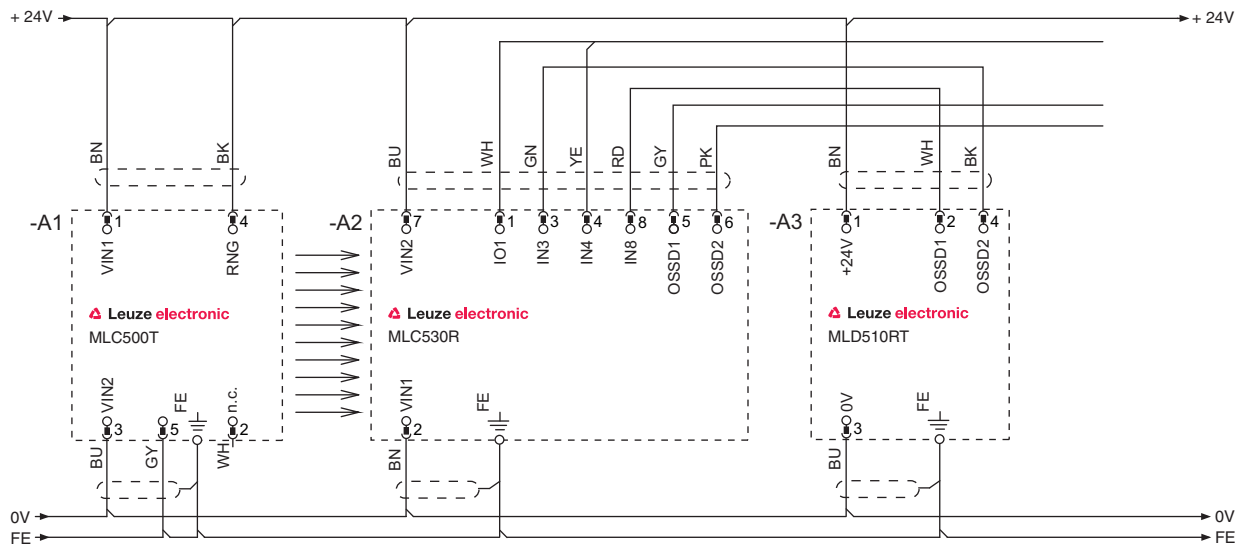 + 24V
+ 24V
BN
BK
BU
WH
GN
YE
RD
GY
PK
BN
WH
BK
-A1
1
4
-A2
7
1
3
4
8
5
6
-A3
1
2
4
VIN1
RNG
VIN2
IO1
IN3
IN4
IN8
OSSD1
OSSD2
+24V
OSSD1
OSSD2
Leuze electronic
Leuze electronic
Leuze electronic
MLC500T
MLC530R
MLD510RT
VIN2
FE
n.c.
VIN1
FE
0V
FE
3
5
2
2
3
BU
GY
WH
BN
BU
0V
0V
FE
FE